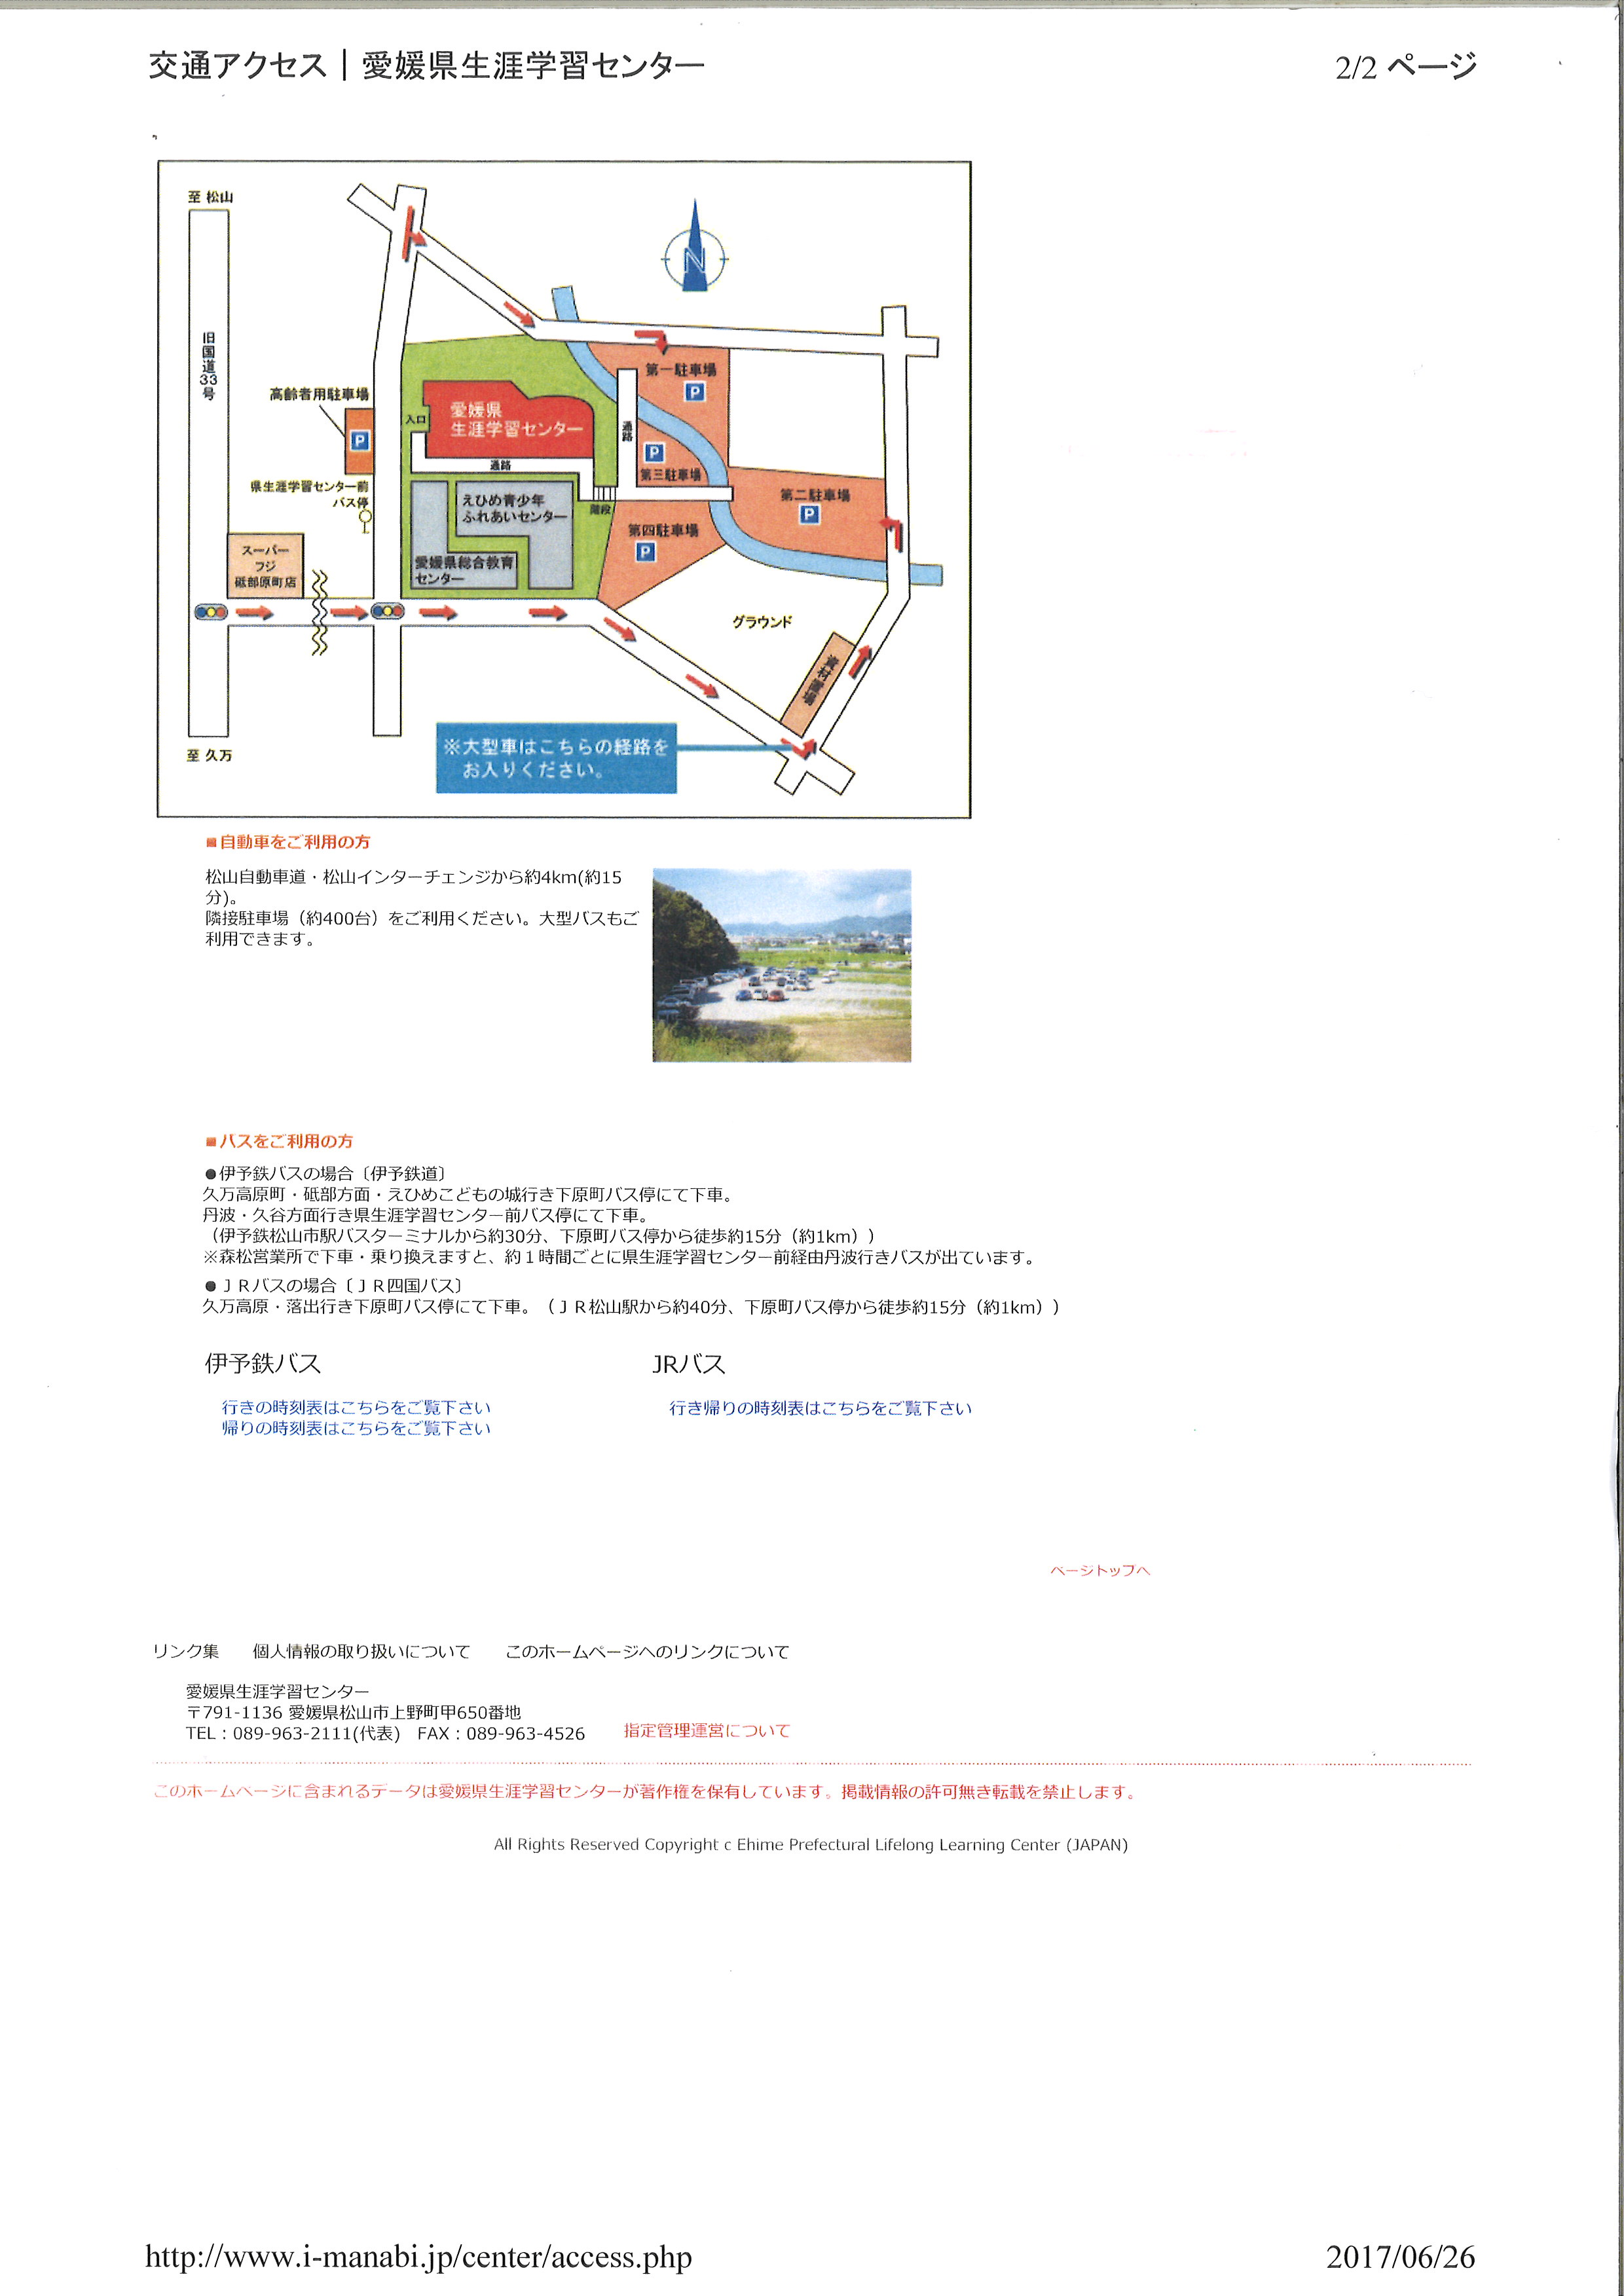 交通アクセス｜愛媛県生涯学習センター
2/2 ページ
至 松山
旧国道33号
高齢者用駐車場
P
県生涯学習センター前
バス停
スーパー
フジ
砥部原町店
至 久万
N
入口
愛媛県
生涯学習センター
通路
えひめ青少年
ふれあいセンター
愛媛県総合教育
センター
階段
通路
第一駐車場
P
P
第三駐車場
第二駐車場
P
第四駐車場
P
グラウンド
資材置場
※大型車はこちらの経路を
お入りください。
■自動車をご利用の方
松山自動車道・松山インターチェンジから約4km(約15
分)。
隣接駐車場（約400台）をご利用ください。大型バスもご
利用できます。
■バスをご利用の方
●伊予鉄バスの場合〔伊予鉄道〕
久万高原町・砥部方面・えひめこどもの城行き下原町バス停にて下車。
丹波・久谷方面行き県生涯学習センター前バス停にて下車。
（伊予鉄松山市駅バスターミナルから約30分、下原町バス停から徒歩約15分（約1km））
※森松営業所で下車・乗り換えますと、約１時間ごとに県生涯学習センター前経由丹波行きバスが出ています。
●ＪＲバスの場合〔ＪＲ四国バス〕
久万高原・落出行き下原町バス停にて下車。（ＪＲ松山駅から約40分、下原町バス停から徒歩約15分（約1km））
伊予鉄バス
JRバス
行きの時刻表はこちらをご覧下さい
帰りの時刻表はこちらをご覧下さい
行き帰りの時刻表はこちらをご覧下さい
ページトップへ
リンク集 個人情報の取り扱いについて このホームページへのリンクについて
愛媛県生涯学習センター
〒791-1136 愛媛県松山市上野町甲650番地
TEL：089-963-2111(代表) FAX：089-963-4526
指定管理運営について
このホームページに含まれるデータは愛媛県生涯学習センターが著作権を保有しています。掲載情報の許可無き転載を禁止します。
All Rights Reserved Copyright c Ehime Prefectural Lifelong Learning Center (JAPAN)
http://www.i-manabi.jp/center/access.php
2017/06/26